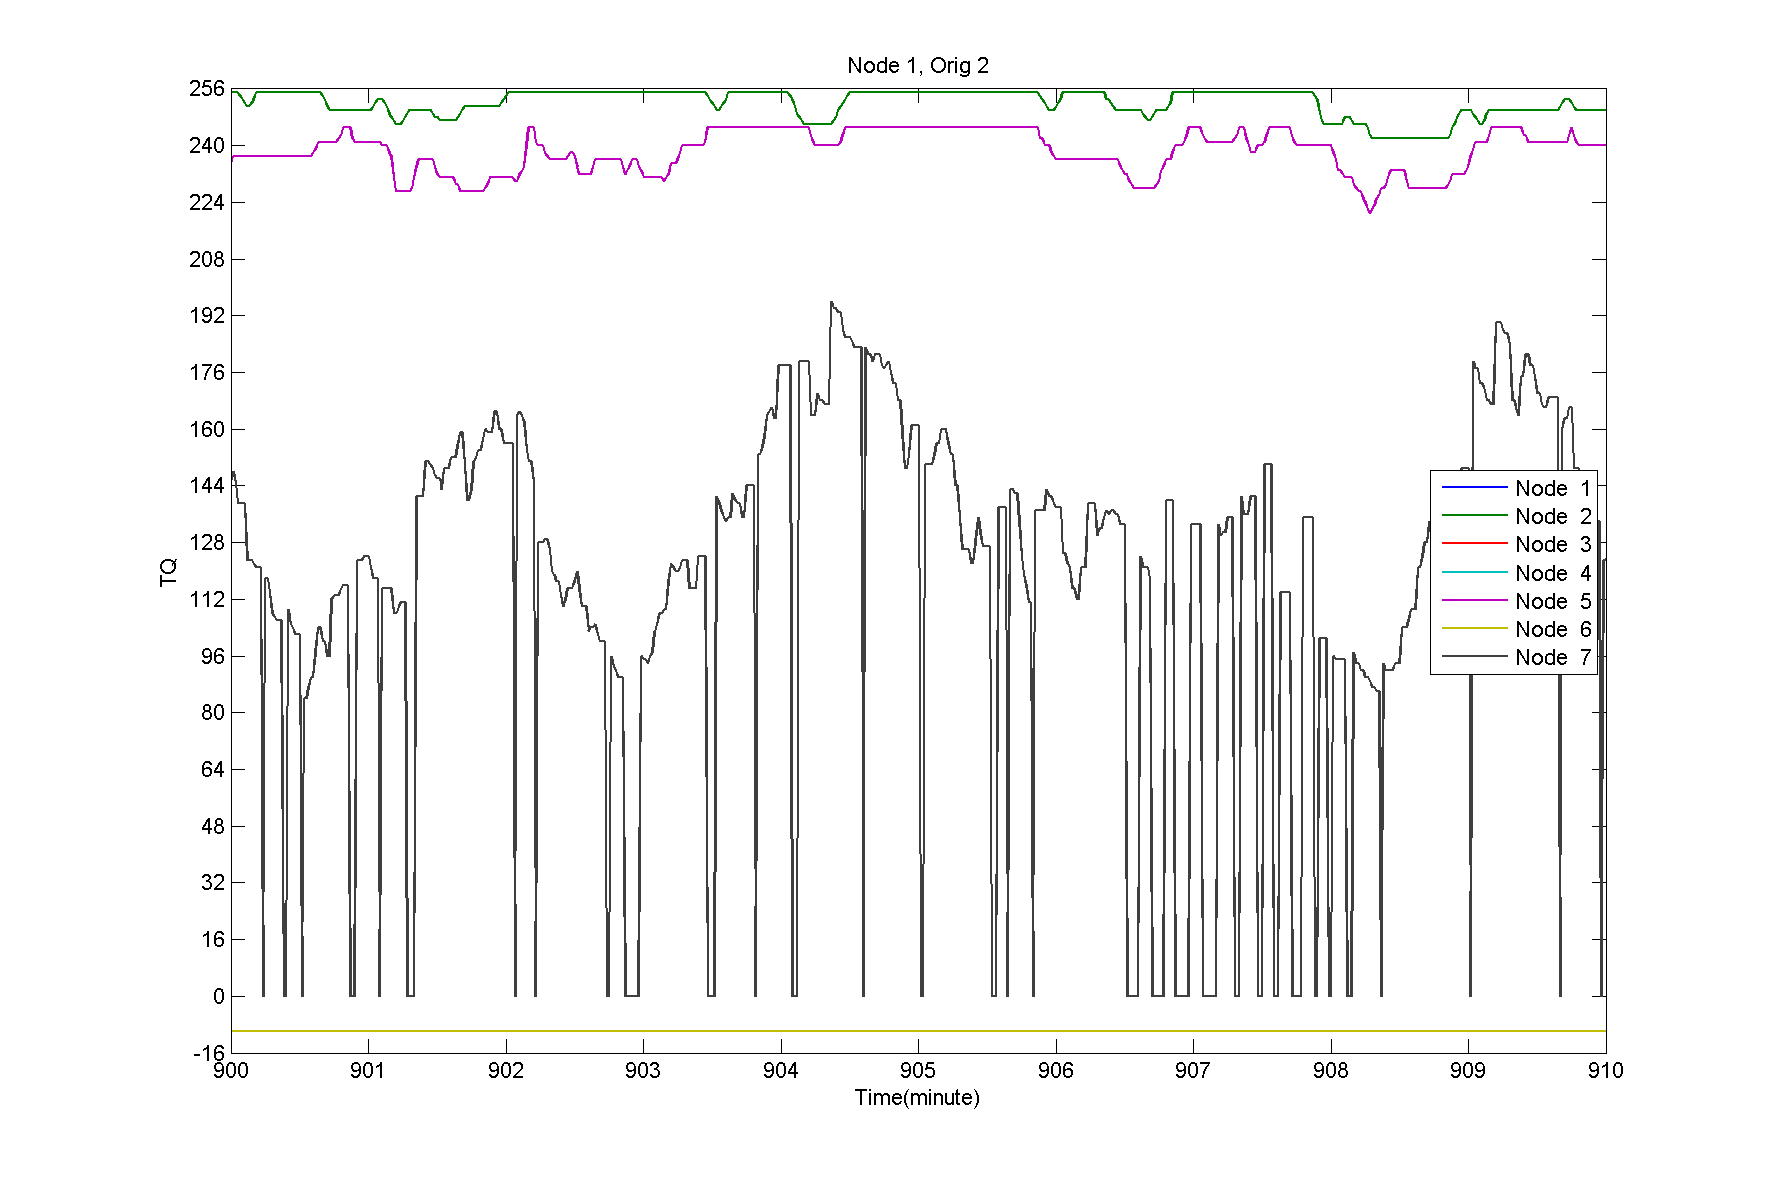 Node 1, Orig 2
256
240
224
208
192
176
160
144
128
112
96
80
64
48
32
16
0
-16
TQ
Node 1
Node 2
Node 3
Node 4
Node 5
Node 6
Node 7
900 901 902 903 904 905 906 907 908 909 910
Time(minute)